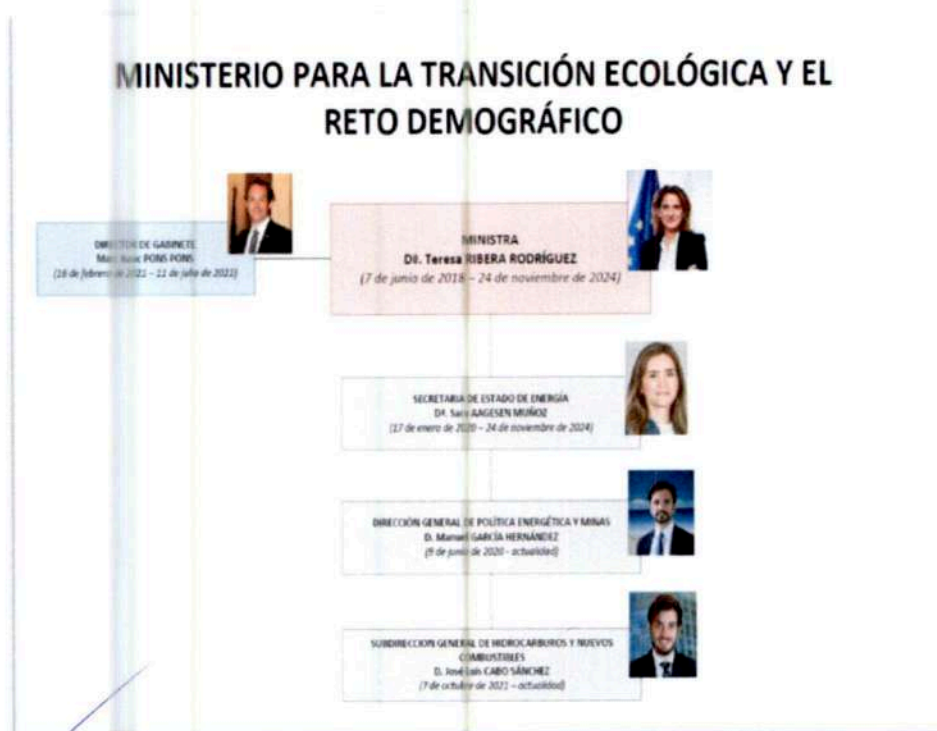 MINISTERIO PARA LA TRANSICIÓN ECOLÓGICA Y EL
RETO DEMOGRÁFICO
DIRECTOR DE GABINETE
Marc PONS PONS
(16 de febrero de 2021 – 11 de julio de 2021)
MINISTRA
Dª. Teresa RIBERA RODRÍGUEZ
(7 de junio de 2018 – 24 de noviembre de 2024)
SECRETARIA DE ESTADO DE ENERGÍA
Dª. Sara AAGESEN MUÑOZ
(17 de enero de 2020 – 24 de noviembre de 2024)
DIRECCIÓN GENERAL DE POLÍTICA ENERGÉTICA Y MINAS
D. Manuel GARCÍA HERNÁNDEZ
(9 de junio de 2020 - actualidad)
SUBDIRECCION GENERAL DE HIDROCARBUROS Y NUEVOS
COMBUSTIBLES
D. José Luis CABO SÁNCHEZ
(7 de octubre de 2021 – actualidad)